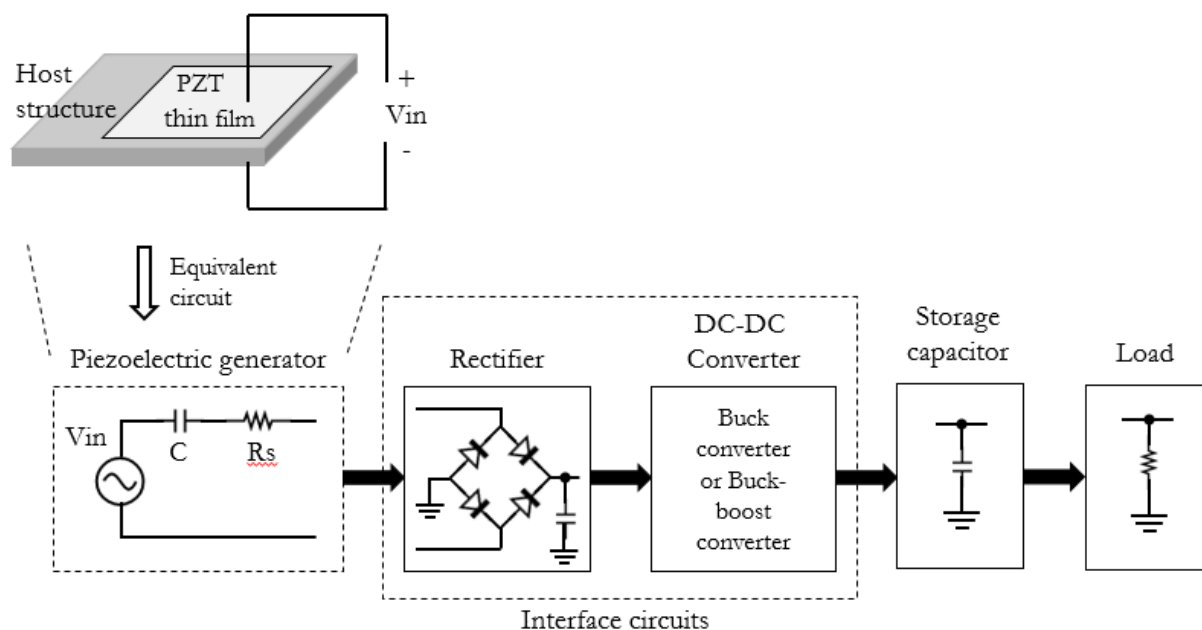 Host
structure
PZT
thin film
+
Vin
-
Equivalent
circuit
Piezoelectric generator
Vin
C
Rs
Rectifier
DC-DC
Converter
Buck
converter
or Buck-
boost
converter
Interface circuits
Storage
capacitor
Load